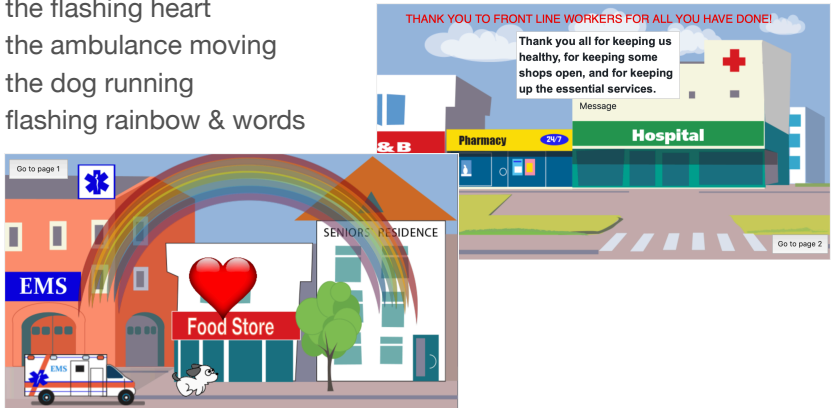 the flashing heart
the ambulance moving
the dog running
flashing rainbow & words
THANK YOU TO FRONT LINE WORKERS FOR ALL YOU HAVE DONE!
Thank you all for keeping us
healthy, for keeping some
shops open, and for keeping
up the essential services.
Message
& B
Pharmacy
24/7
Hospital
Go to page 2
Go to page 1
SENIORS' RESIDENCE
EMS
Food Store
EMS